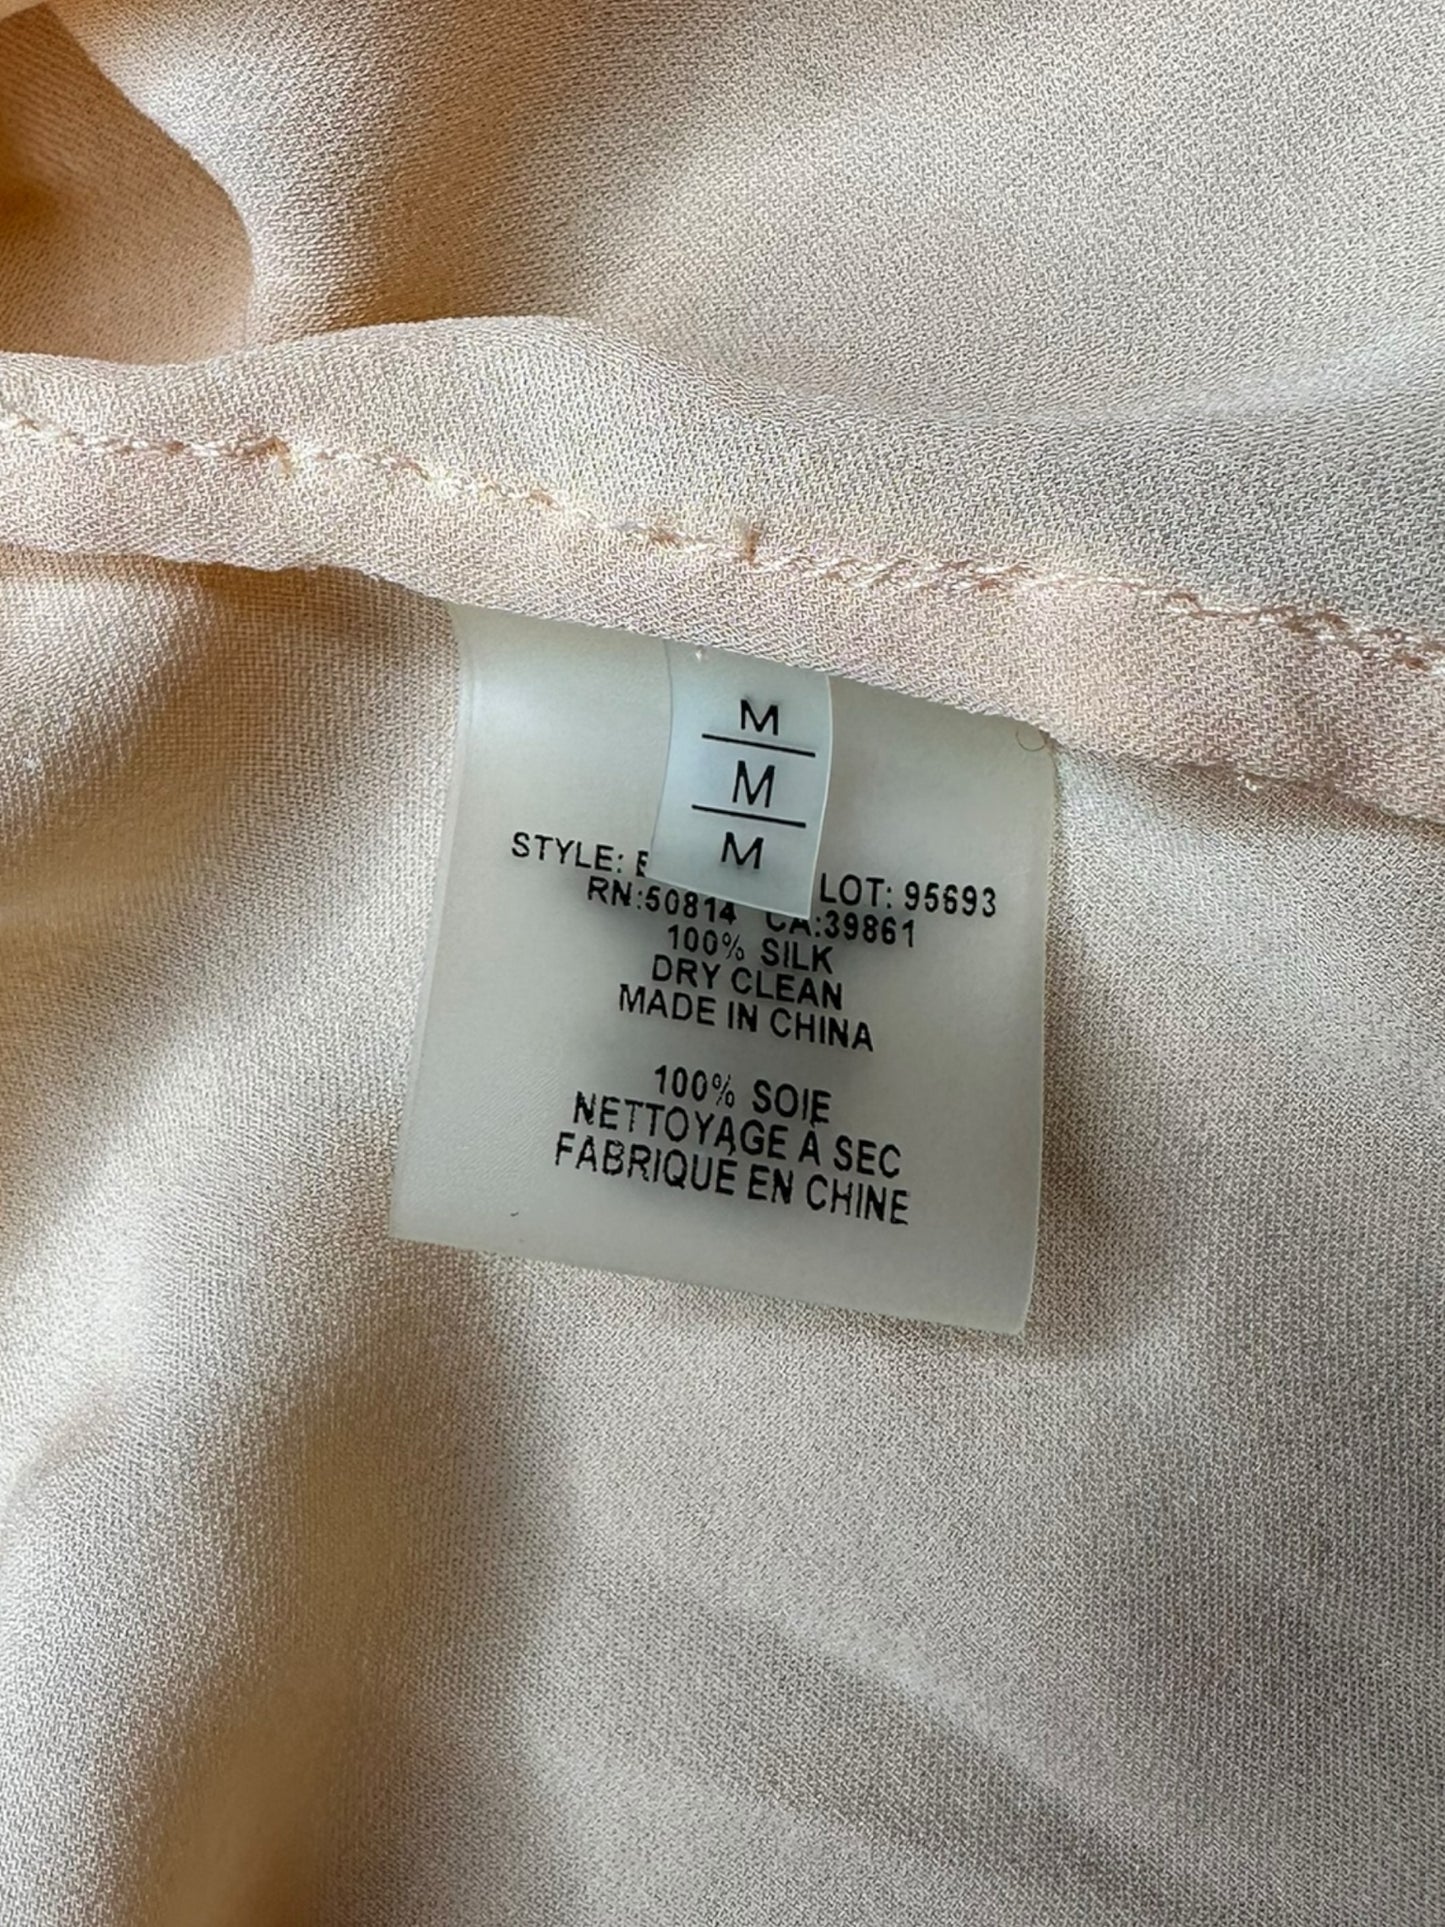 M
M
M
STYLE: LOT: 95693
RN:50814 CA:39861
100% SILK
DRY CLEAN
MADE IN CHINA
100% SOIE
NETTOYAGE À SEC
FABRIQUÉ EN CHINE